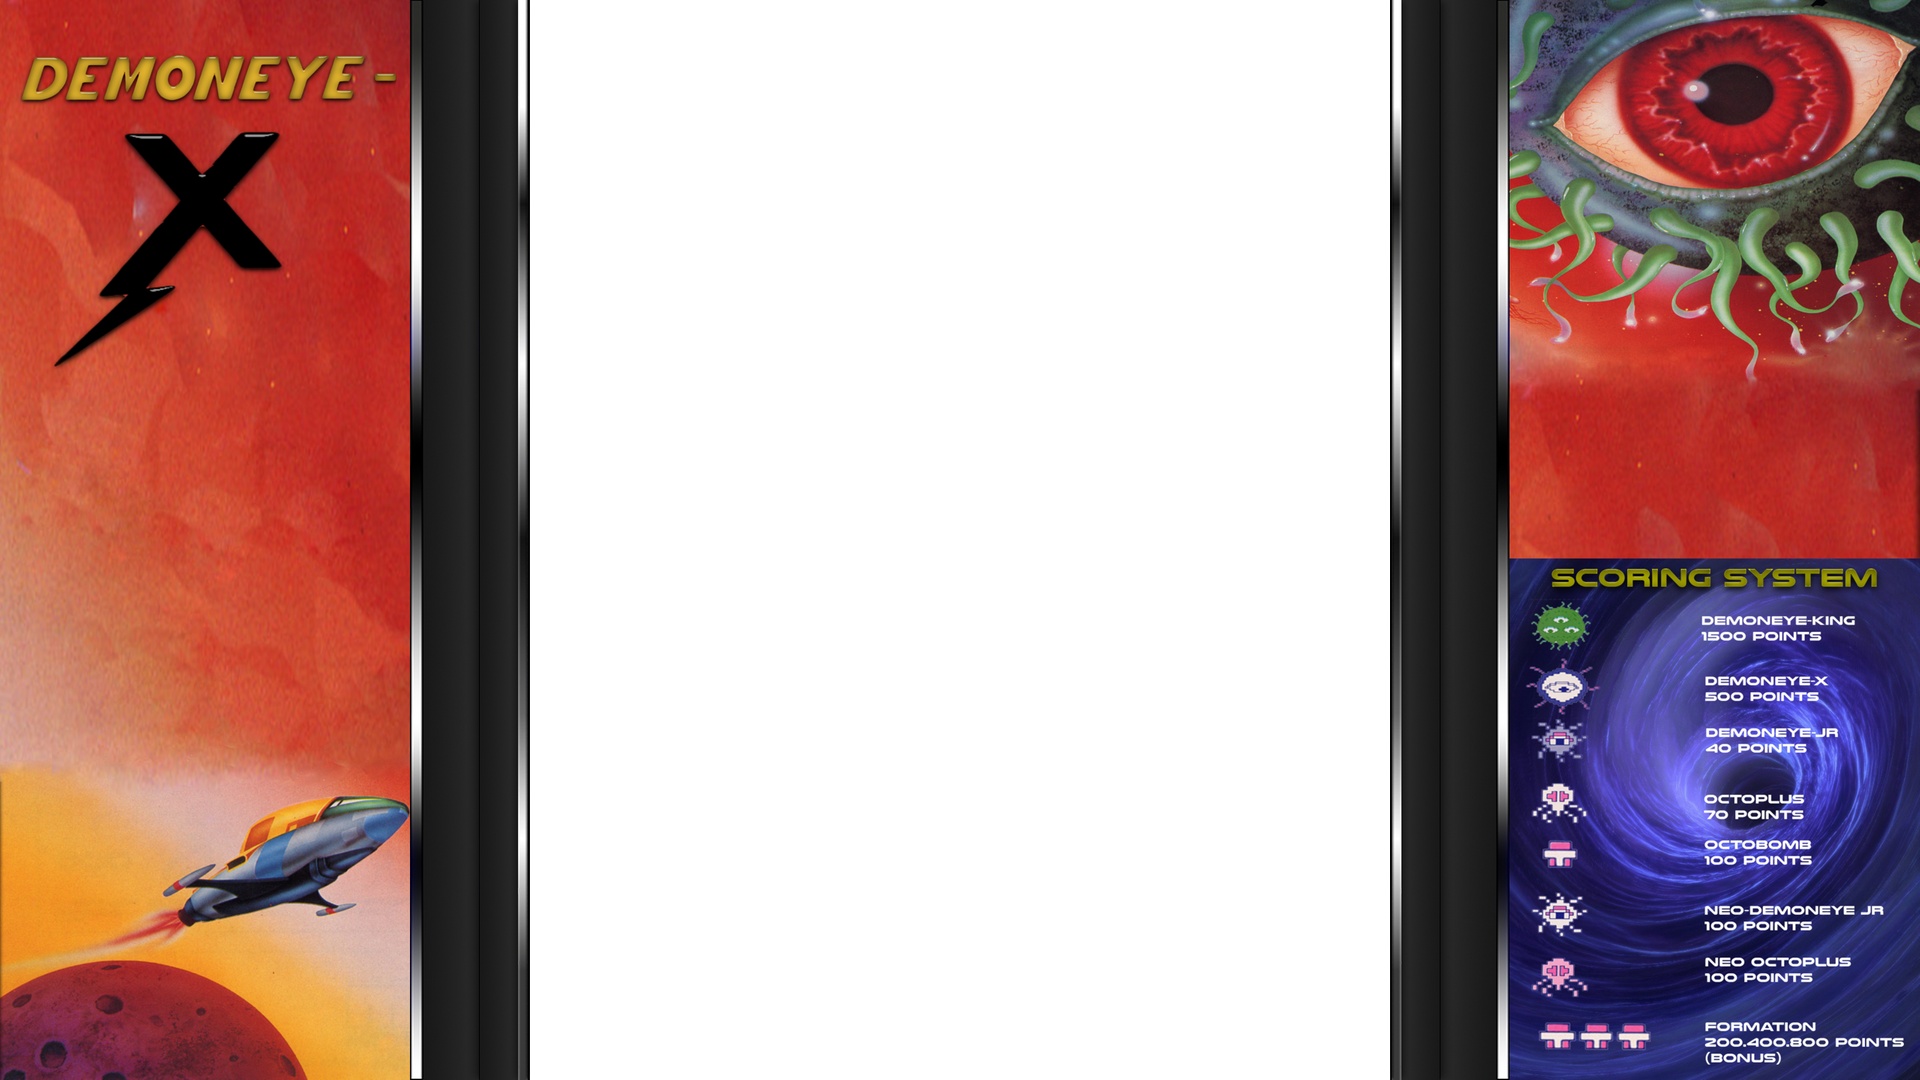 DEMONEYE-
X
SCORING SYSTEM
DEMONEYE-KING
1500 POINTS
DEMONEYE-X
500 POINTS
DEMONEYE-JR
40 POINTS
OCTOPLUS
70 POINTS
OCTOBOMB
100 POINTS
NEO-DEMONEYE JR
100 POINTS
NEO OCTOPLUS
100 POINTS
FORMATION
200.400.800 POINTS
(BONUS)